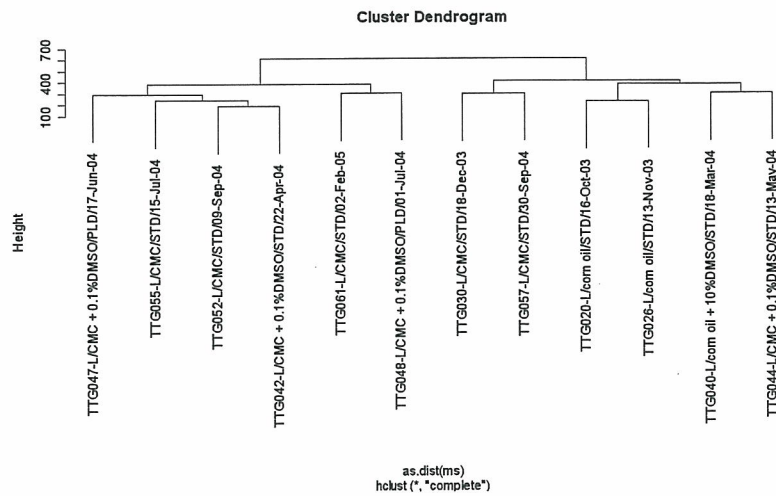 Cluster Dendrogram
700
400
100
Height
TTG047-L/CMC + 0.1%DMSO/PLD/17-Jun-04
TTG055-L/CMC/STD/15-Jul-04
TTG052-L/CMC/STD/09-Sep-04
TTG042-L/CMC + 0.1%DMSO/STD/22-Apr-04
TTG061-L/CMC/STD/02-Feb-05
TTG048-L/CMC + 0.1%DMSO/PLD/01-Jul-04
TTG030-L/CMC/STD/18-Dec-03
TTG057-L/CMC/STD/30-Sep-04
TTG020-L/corn oil/STD/16-Oct-03
TTG026-L/corn oil/STD/13-Nov-03
TTG040-L/corn oil + 10%DMSO/STD/18-Mar-04
TTG044-L/CMC + 0.1%DMSO/STD/13-May-04
as.dist(ms)
hclust (*, "complete")